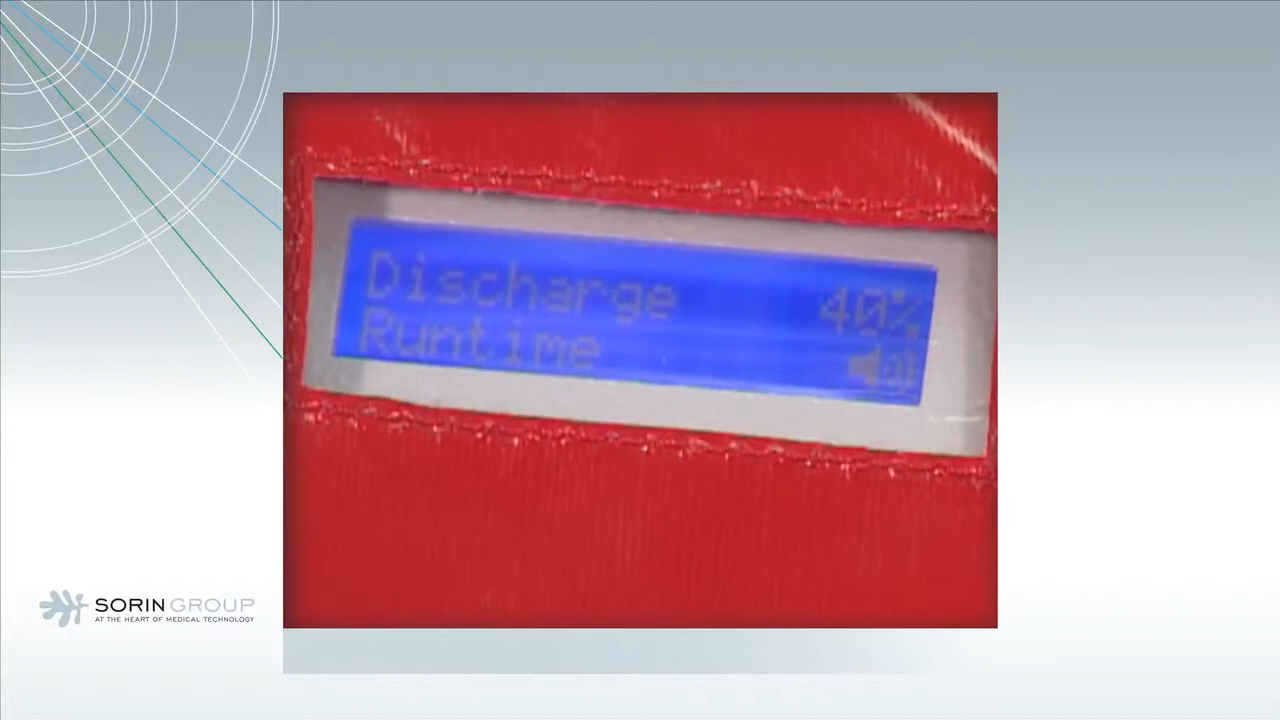 Discharge 40%
Runtime
SORIN GROUP
AT THE HEART OF MEDICAL TECHNOLOGY